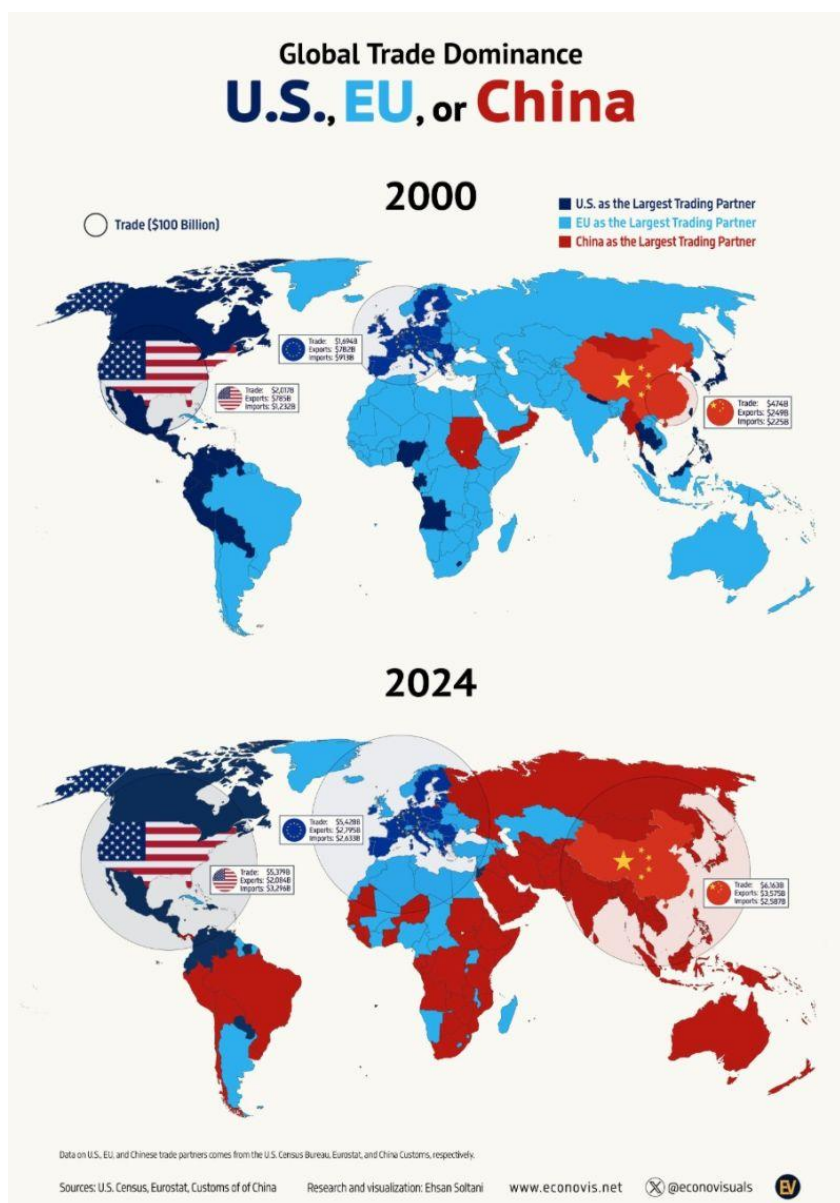 Global Trade Dominance
U.S., EU, or China
2000
Trade ($100 Billion)
U.S. as the Largest Trading Partner
EU as the Largest Trading Partner
China as the Largest Trading Partner
Trade: $1,694B
Exports: $782B
Imports: $913B
Trade: $2,017B
Exports: $785B
Imports: $1,232B
Trade: $474B
Exports: $249B
Imports: $225B
2024
Trade: $5,428B
Exports: $2,795B
Imports: $2,633B
Trade: $5,379B
Exports: $2,084B
Imports: $3,296B
Trade: $6,163B
Exports: $3,575B
Imports: $2,587B
Data on U.S., EU, and Chinese trade partners comes from the U.S. Census Bureau, Eurostat, and China Customs, respectively.
Sources: U.S. Census, Eurostat, Customs of of China Research and visualization: Ehsan Soltani www.econovis.net X @econovisuals EV